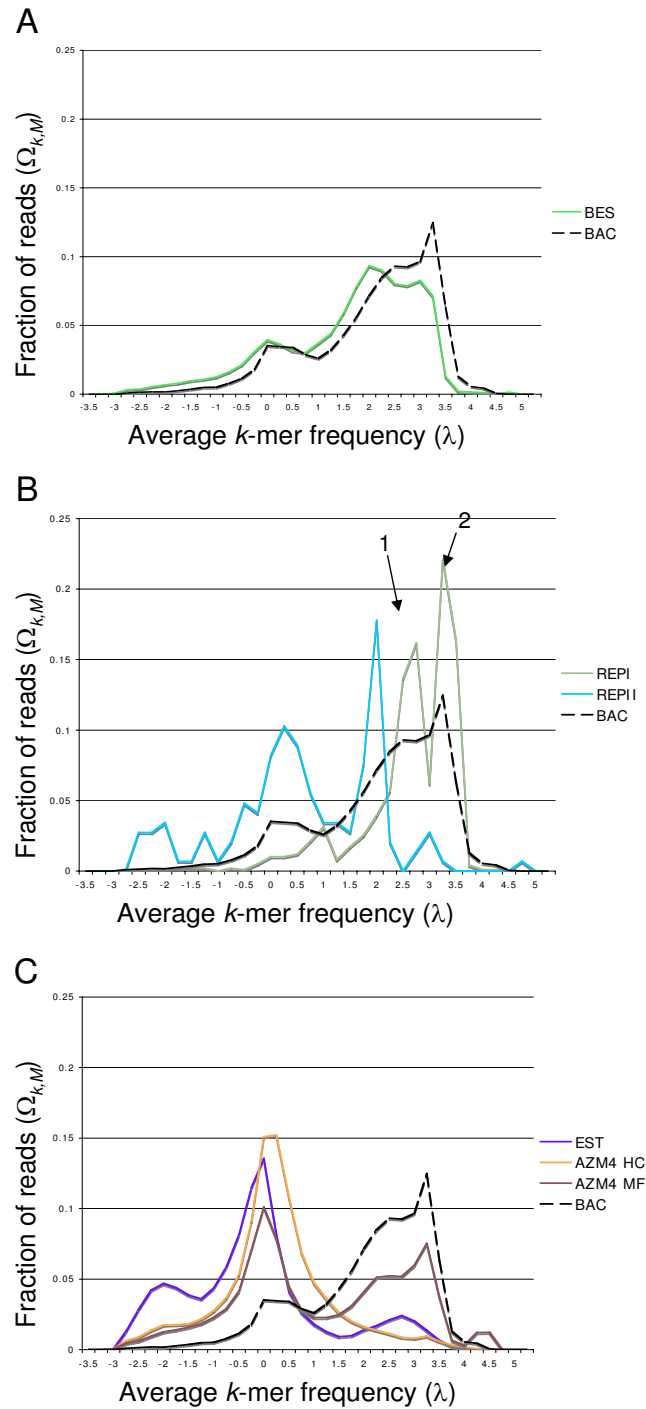 A
0.25
0.2
0.15
0.1
0.05
0
Fraction of reads (Ωk,M)
-3.5 -3 -2.5 -2 -1.5 -1 -0.5 0 0.5 1 1.5 2 2.5 3 3.5 4 4.5 5
Average k-mer frequency (λ)
BES
BAC
B
0.25
0.2
0.15
0.1
0.05
0
Fraction of reads (Ωk,M)
1
2
-3.5 -3 -2.5 -2 -1.5 -1 -0.5 0 0.5 1 1.5 2 2.5 3 3.5 4 4.5 5
Average k-mer frequency (λ)
REPI
REPII
BAC
C
0.25
0.2
0.15
0.1
0.05
0
Fraction of reads (Ωk,M)
-3.5 -3 -2.5 -2 -1.5 -1 -0.5 0 0.5 1 1.5 2 2.5 3 3.5 4 4.5 5
Average k-mer frequency (λ)
EST
AZM4 HC
AZM4 MF
BAC